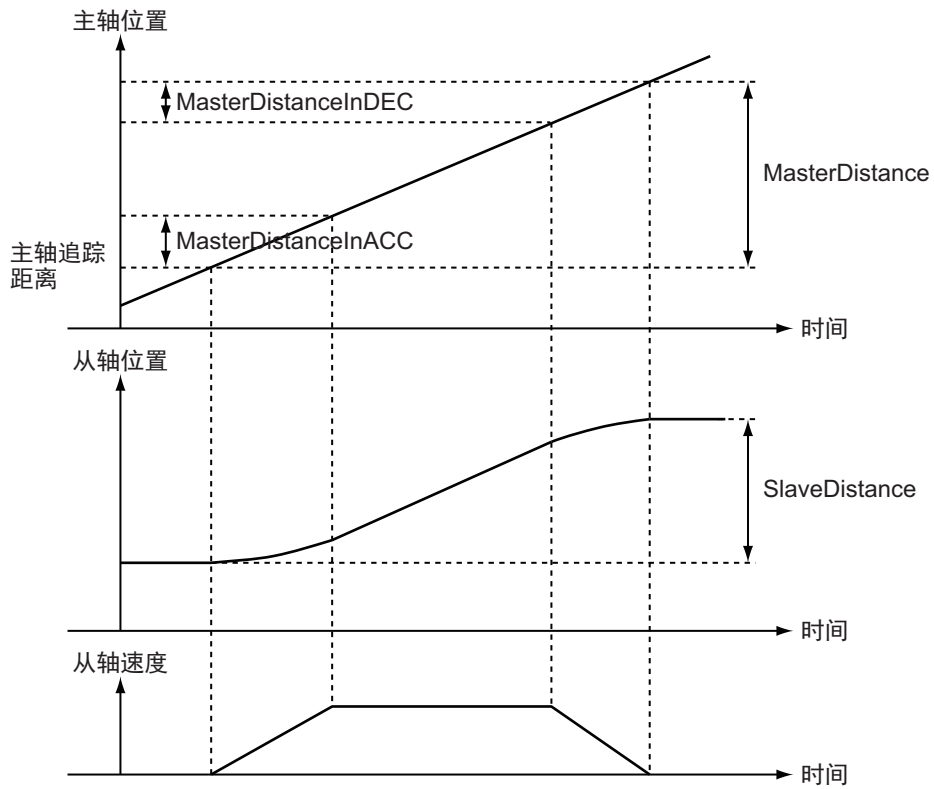 主轴位置
MasterDistanceInDEC
MasterDistance
MasterDistanceInACC
主轴追踪
距离
时间
从轴位置
SlaveDistance
时间
从轴速度
时间